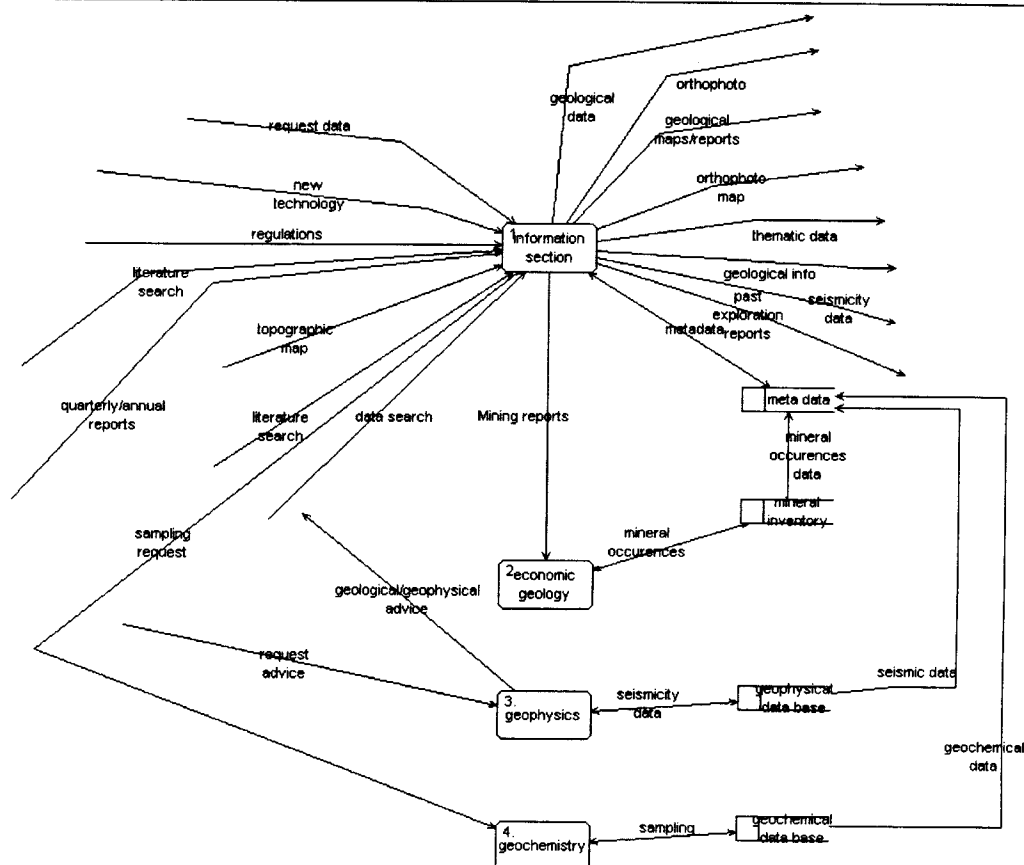 geological
data
orthophoto
request data
geological
maps/reports
new
technology
orthophoto
map
regulations
1
information
section
thematic data
literature
search
geological info
past
exploration
reports
seismicity
data
topographic
map
metadata
quarterly/annual
reports
literature
search
data search
Mining reports
meta data
mineral
occurences
data
sampling
request
mineral
inventory
mineral
occurences
2
economic
geology
geological/geophysical
advice
request
advice
seismic data
3.
geophysics
seismicity
data
geophysical
data base
geochemical
data
4.
geochemistry
sampling
geochemical
data base